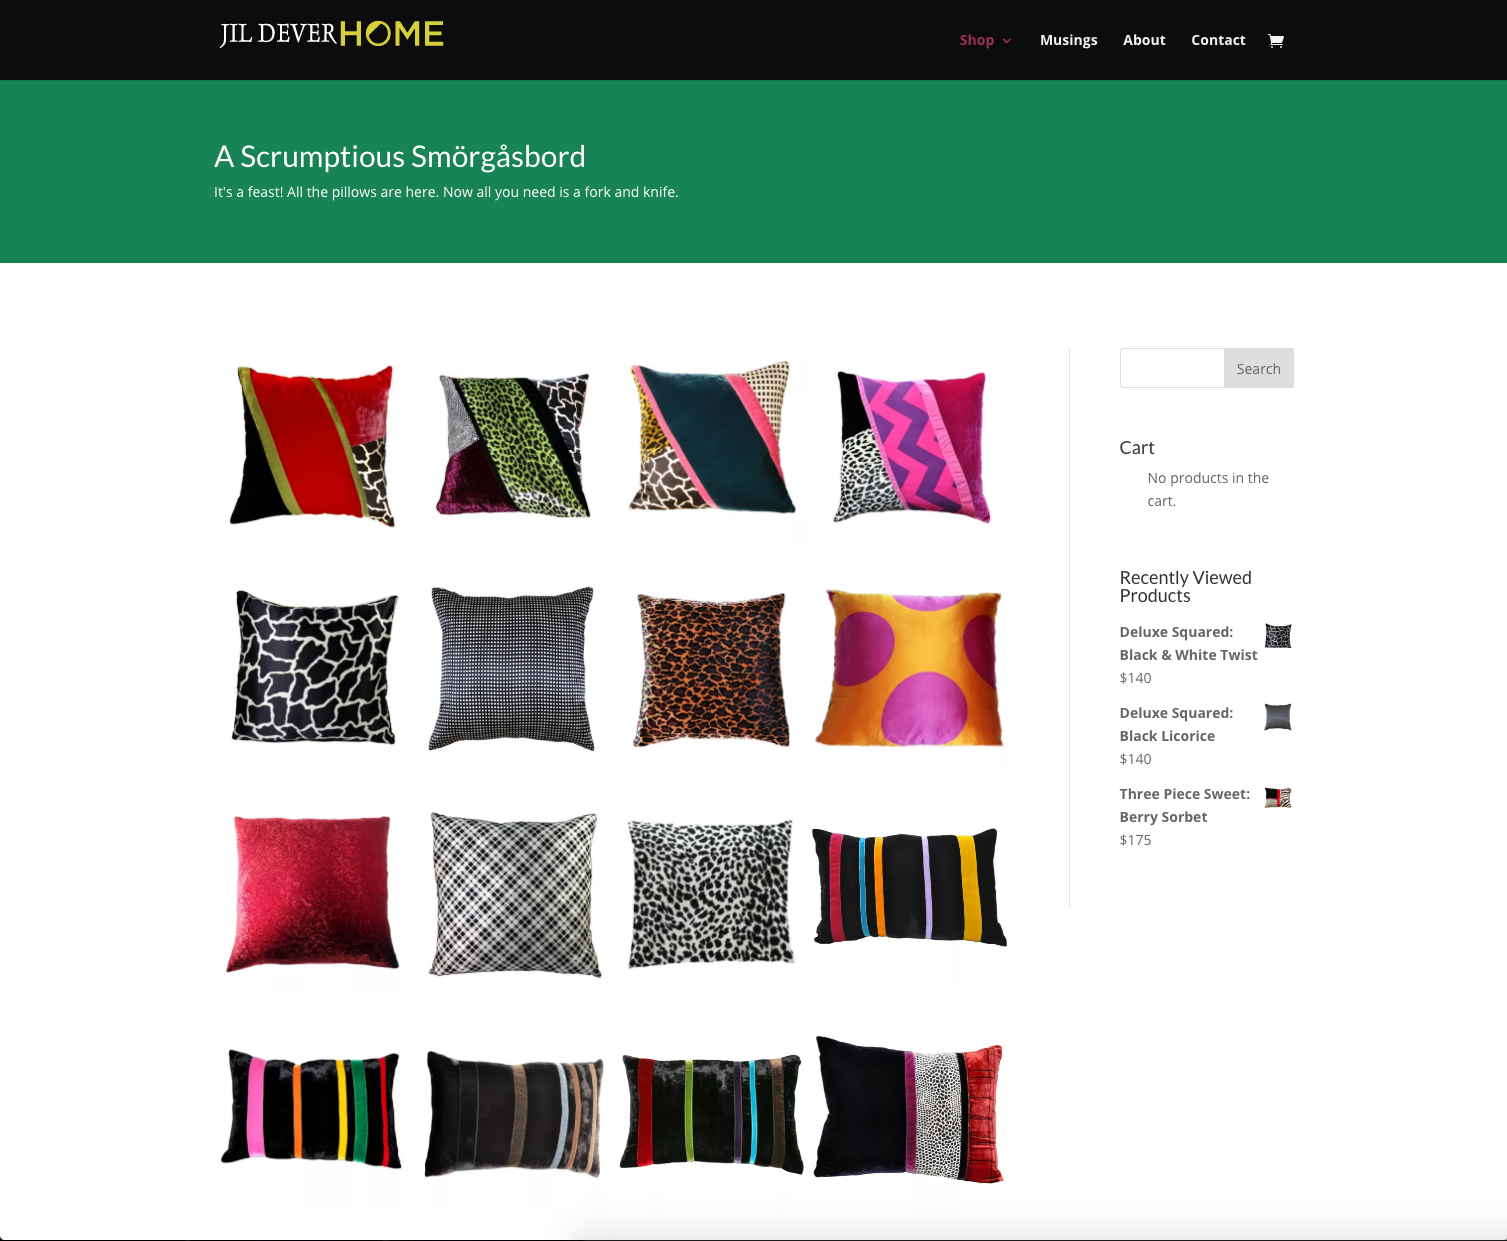 JIL DEVERHOME
Shop
Musings
About
Contact
A Scrumptious Smörgåsbord
It's a feast! All the pillows are here. Now all you need is a fork and knife.
Search
Cart
No products in the
cart.
Recently Viewed
Products
Deluxe Squared:
Black & White Twist
$140
Deluxe Squared:
Black Licorice
$140
Three Piece Sweet:
Berry Sorbet
$175